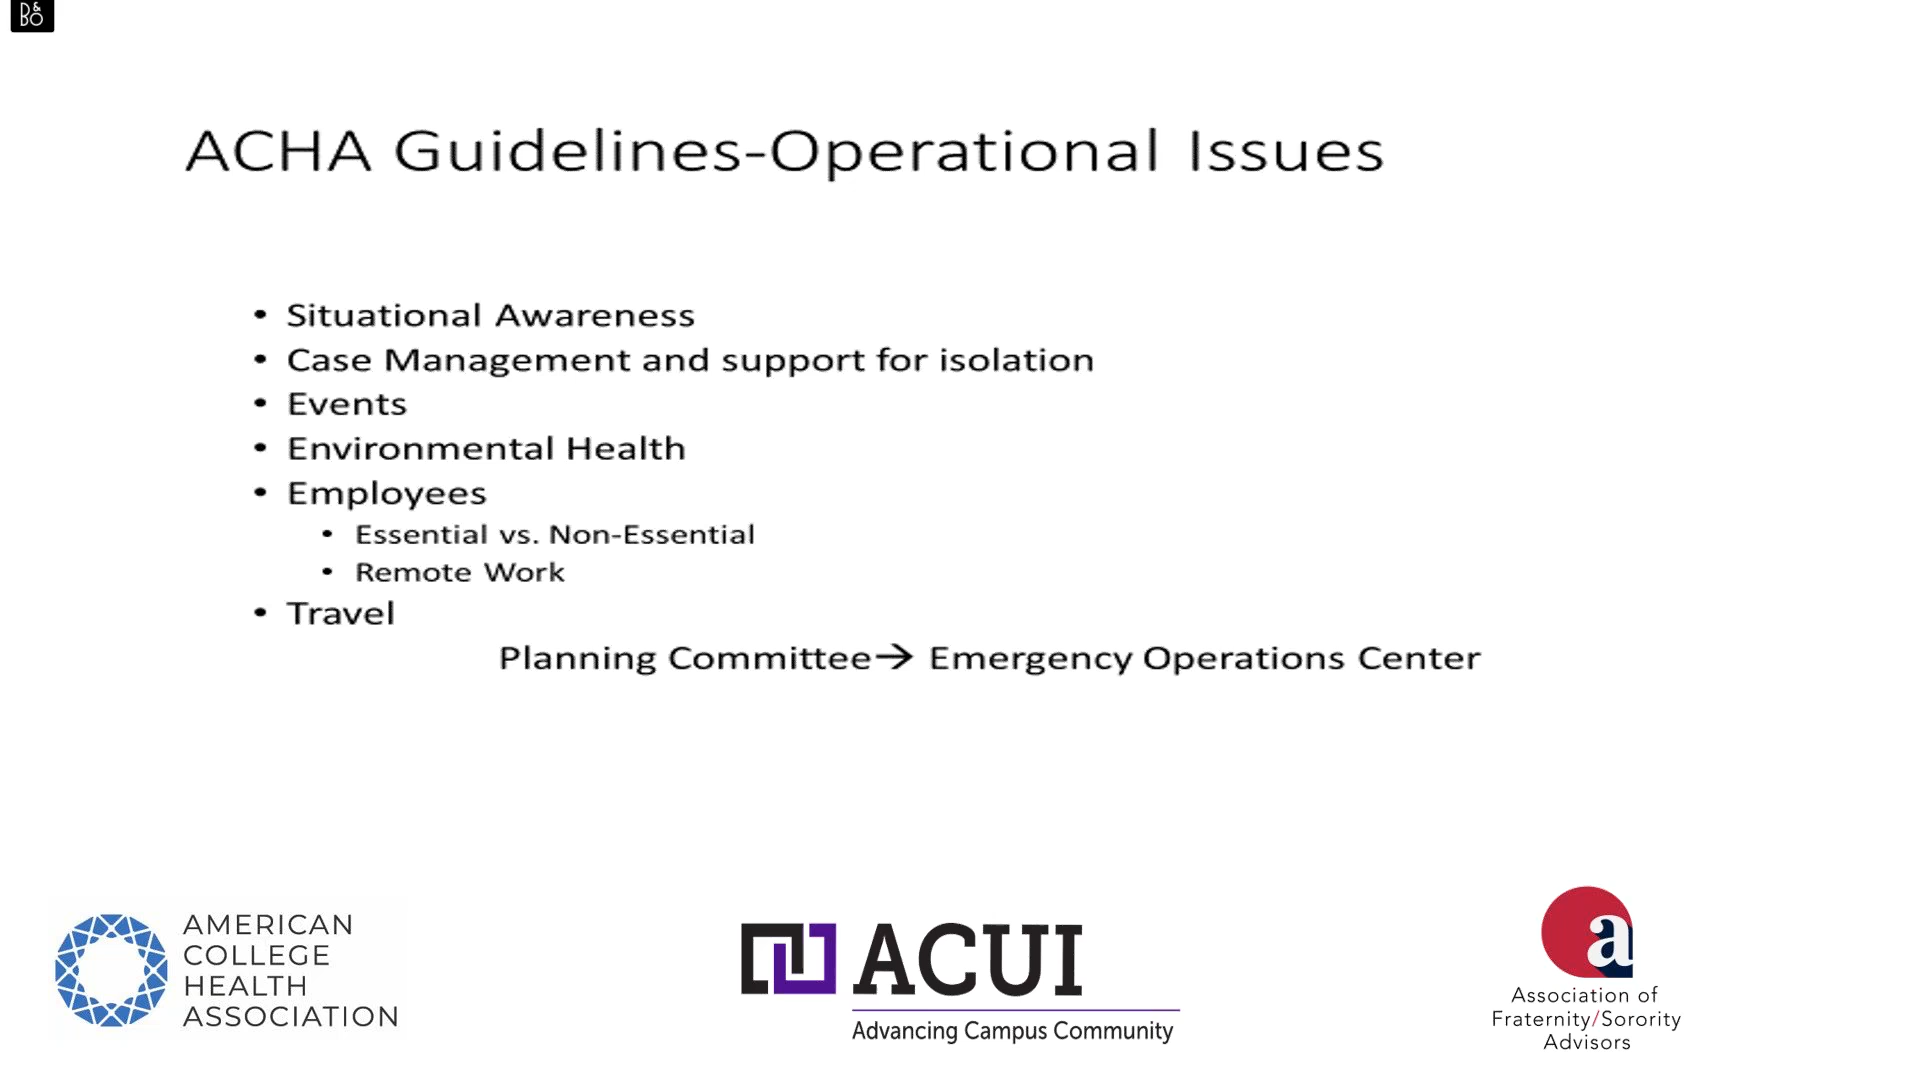 B&O
ACHA Guidelines-Operational Issues
• Situational Awareness
• Case Management and support for isolation
• Events
• Environmental Health
• Employees
• Essential vs. Non-Essential
• Remote Work
• Travel
Planning Committee→ Emergency Operations Center
AMERICAN
COLLEGE
HEALTH
ASSOCIATION
ACUI
Advancing Campus Community
a
Association of
Fraternity/Sorority
Advisors